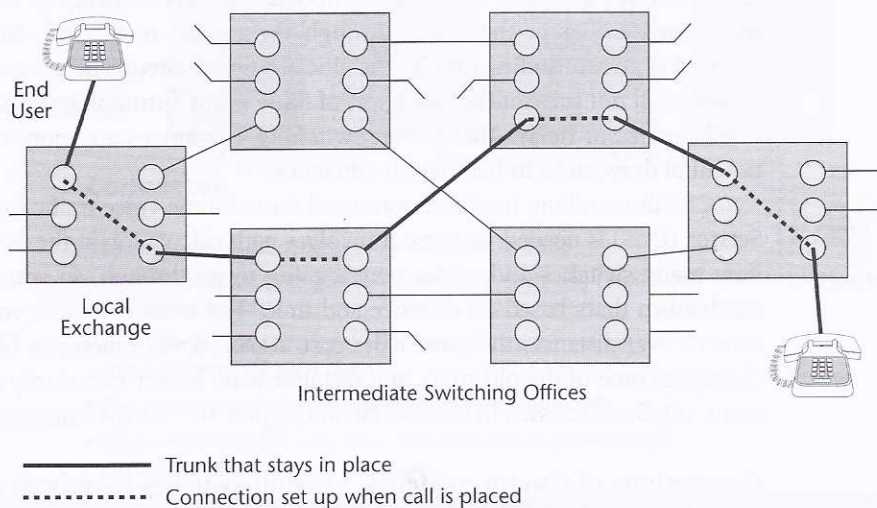 End
User
Local
Exchange
Intermediate Switching Offices
Trunk that stays in place
Connection set up when call is placed